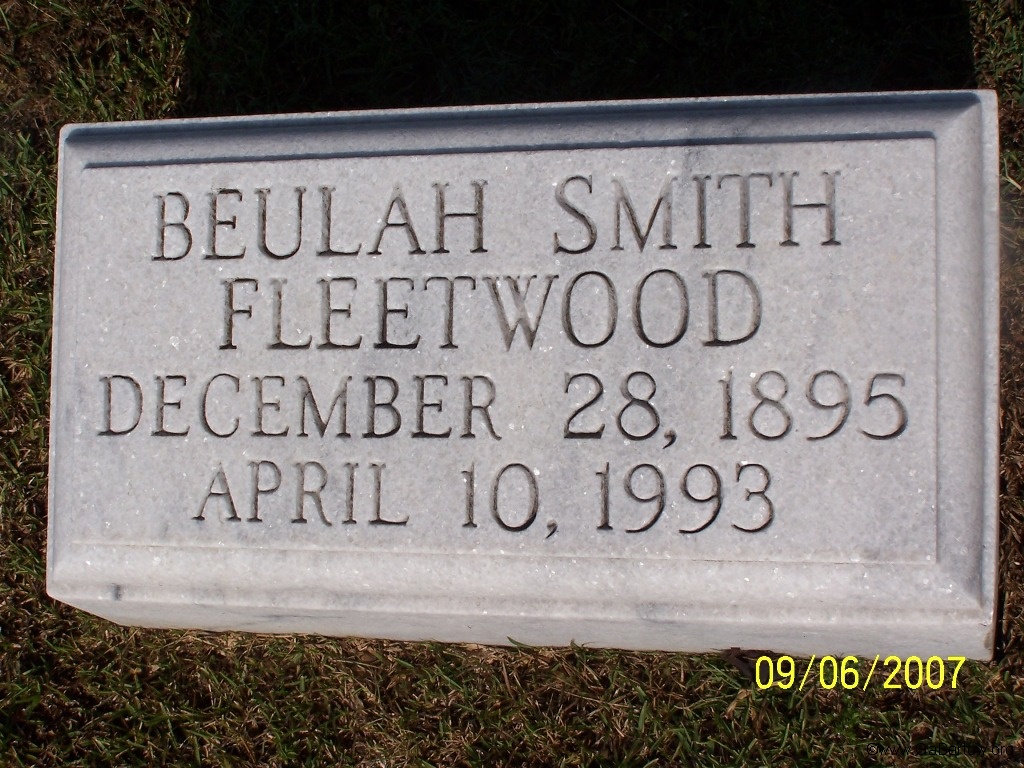 BEULAH SMITH
FLEETWOOD
DECEMBER 28, 1895
APRIL 10, 1993
09/06/2007